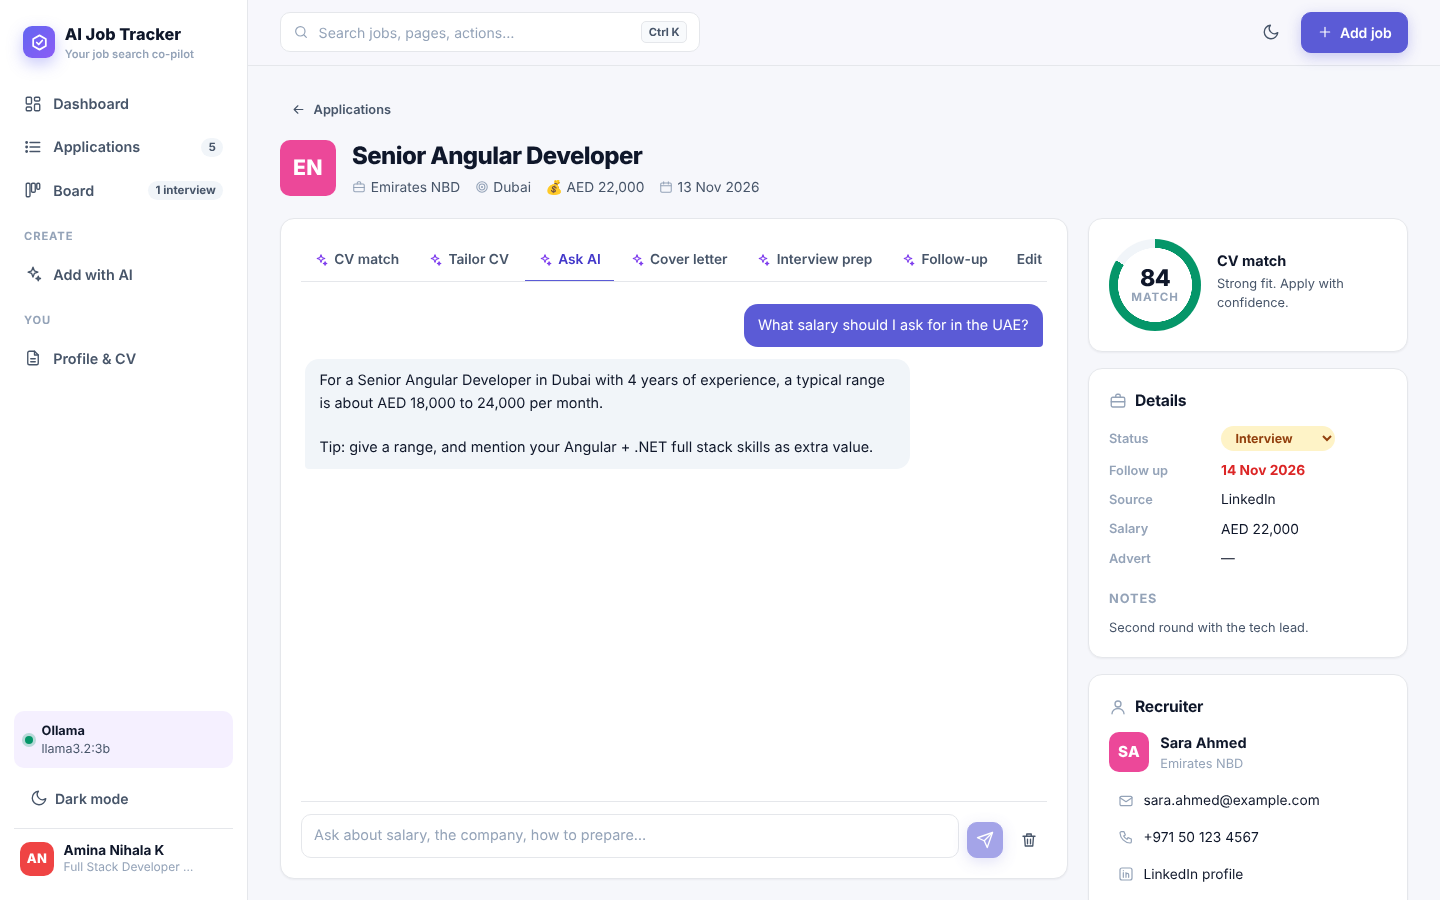 AI Job Tracker
Your job search co-pilot
Dashboard
Applications 5
Board 1 interview
CREATE
Add with AI
YOU
Profile & CV
Ollama
llama3.2:3b
Dark mode
AN
Amina Nihala K
Full Stack Developer ...
Search jobs, pages, actions...
Ctrl K
Add job
Applications
EN
Senior Angular Developer
Emirates NBD Dubai AED 22,000 13 Nov 2026
CV match Tailor CV Ask AI Cover letter Interview prep Follow-up Edit
What salary should I ask for in the UAE?
For a Senior Angular Developer in Dubai with 4 years of experience, a typical range
is about AED 18,000 to 24,000 per month.
Tip: give a range, and mention your Angular + .NET full stack skills as extra value.
Ask about salary, the company, how to prepare...
84
MATCH
CV match
Strong fit. Apply with
confidence.
Details
Status Interview
Follow up 14 Nov 2026
Source LinkedIn
Salary AED 22,000
Advert —
NOTES
Second round with the tech lead.
Recruiter
SA
Sara Ahmed
Emirates NBD
sara.ahmed@example.com
+971 50 123 4567
LinkedIn profile